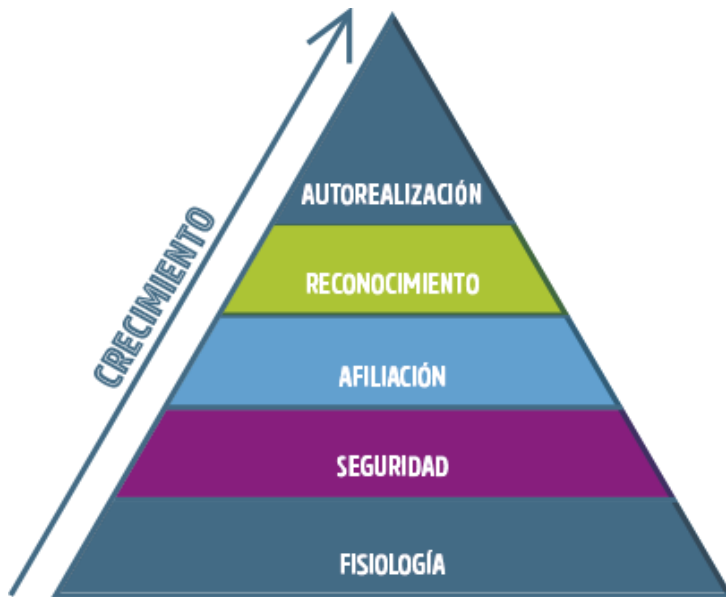 CRECIMIENTO
AUTOREALIZACIÓN
RECONOCIMIENTO
AFILIACIÓN
SEGURIDAD
FISIOLOGÍA